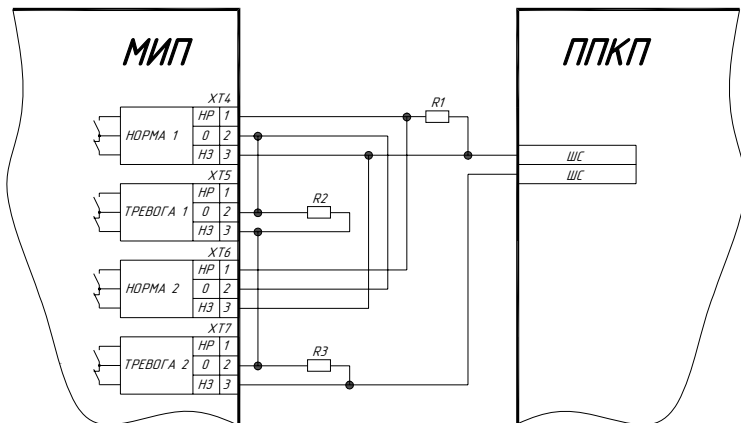 МИП
ППКП
XT4
НОРМА 1
НР 1
0 2
НЗ 3
R1
ШС
ШС
XT5
ТРЕВОГА 1
НР 1
0 2
НЗ 3
R2
XT6
НОРМА 2
НР 1
0 2
НЗ 3
XT7
ТРЕВОГА 2
НР 1
0 2
НЗ 3
R3